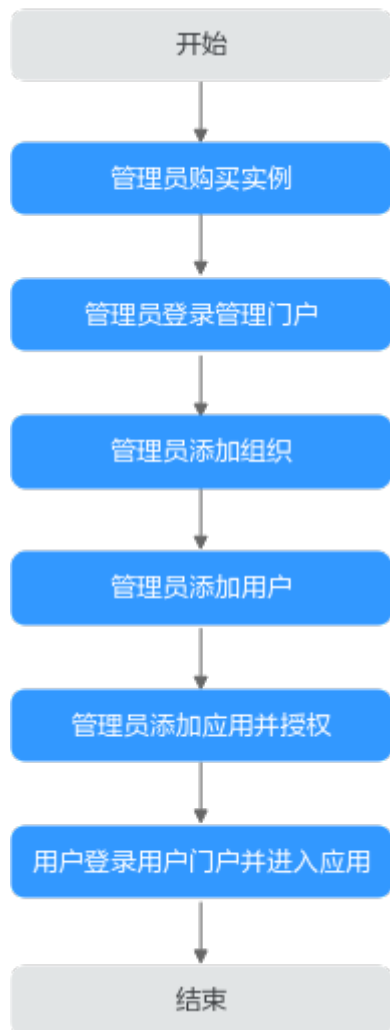 开始
管理员购买实例
管理员登录管理门户
管理员添加组织
管理员添加用户
管理员添加应用并授权
用户登录用户门户并进入应用
结束